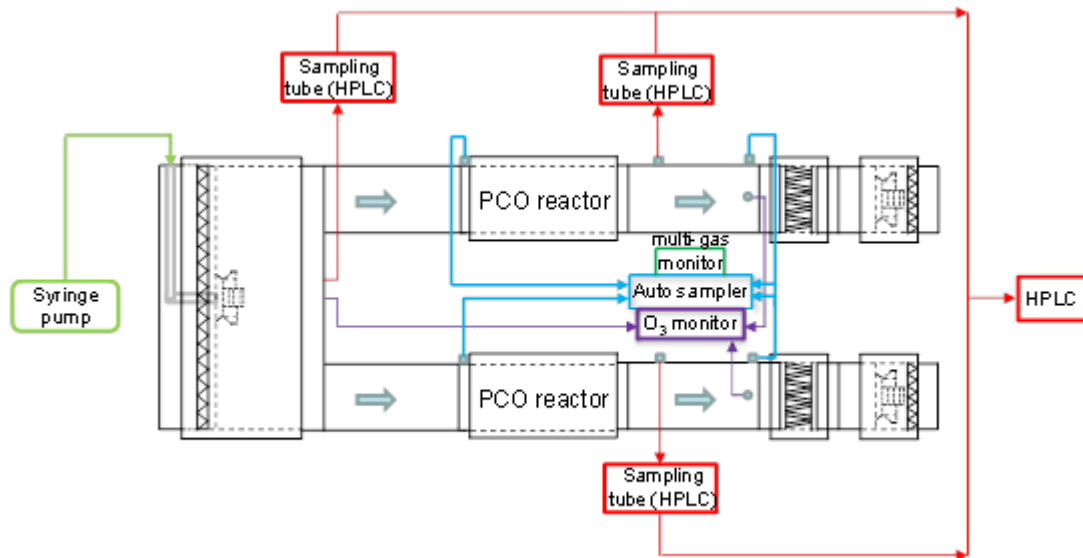 Sampling
tube (HPLC)
Sampling
tube (HPLC)
PCO reactor
PCO reactor
multi-gas
monitor
Syringe
pump
Auto sampler
HPLC
O₃ monitor
Sampling
tube (HPLC)